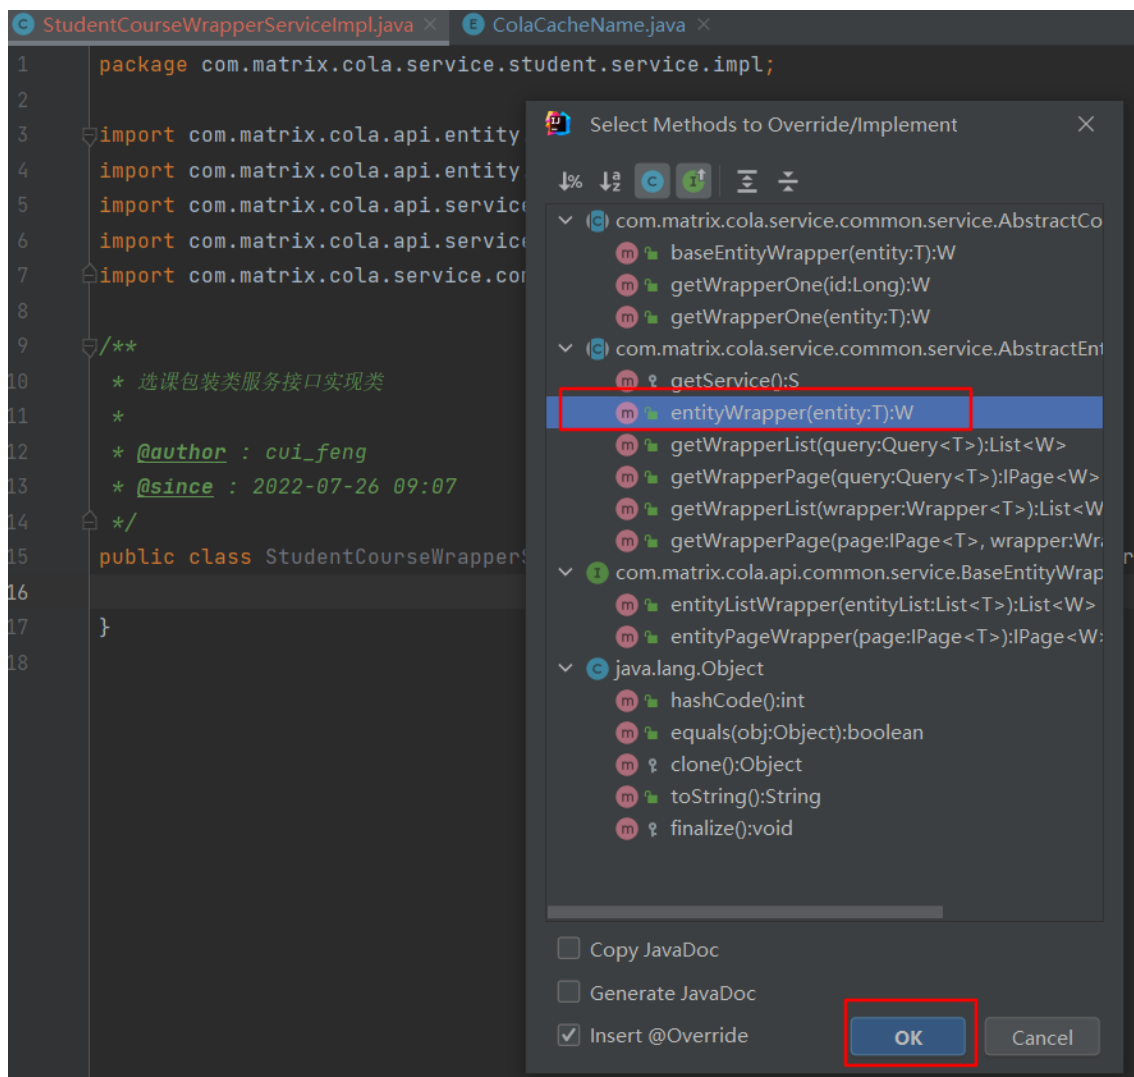 StudentCourseWrapperServiceImpl.java
ColaCacheName.java
1 package com.matrix.cola.service.student.service.impl;
2
3 import com.matrix.cola.api.entity.
4 import com.matrix.cola.api.entity
5 import com.matrix.cola.api.service
6 import com.matrix.cola.api.service
7 import com.matrix.cola.service.com
8
9 /**
10 * 选课包装类服务接口实现类
11 *
12 * @author : cui_feng
13 * @since : 2022-07-26 09:07
14 */
15 public class StudentCourseWrapperS
16
17 }
18
Select Methods to Override/Implement
com.matrix.cola.service.common.service.AbstractCo
baseEntityWrapper(entity:T):W
getWrapperOne(id:Long):W
getWrapperOne(entity:T):W
com.matrix.cola.service.common.service.AbstractEnt
getService():S
entityWrapper(entity:T):W
getWrapperList(query:Query<T>):List<W>
getWrapperPage(query:Query<T>):IPage<W>
getWrapperList(wrapper:Wrapper<T>):List<W
getWrapperPage(page:IPage<T>, wrapper:Wra
com.matrix.cola.api.common.service.BaseEntityWrap
entityListWrapper(entityList:List<T>):List<W>
entityPageWrapper(page:IPage<T>):IPage<W>
java.lang.Object
hashCode():int
equals(obj:Object):boolean
clone():Object
toString():String
finalize():void
Copy JavaDoc
Generate JavaDoc
Insert @Override
OK
Cancel